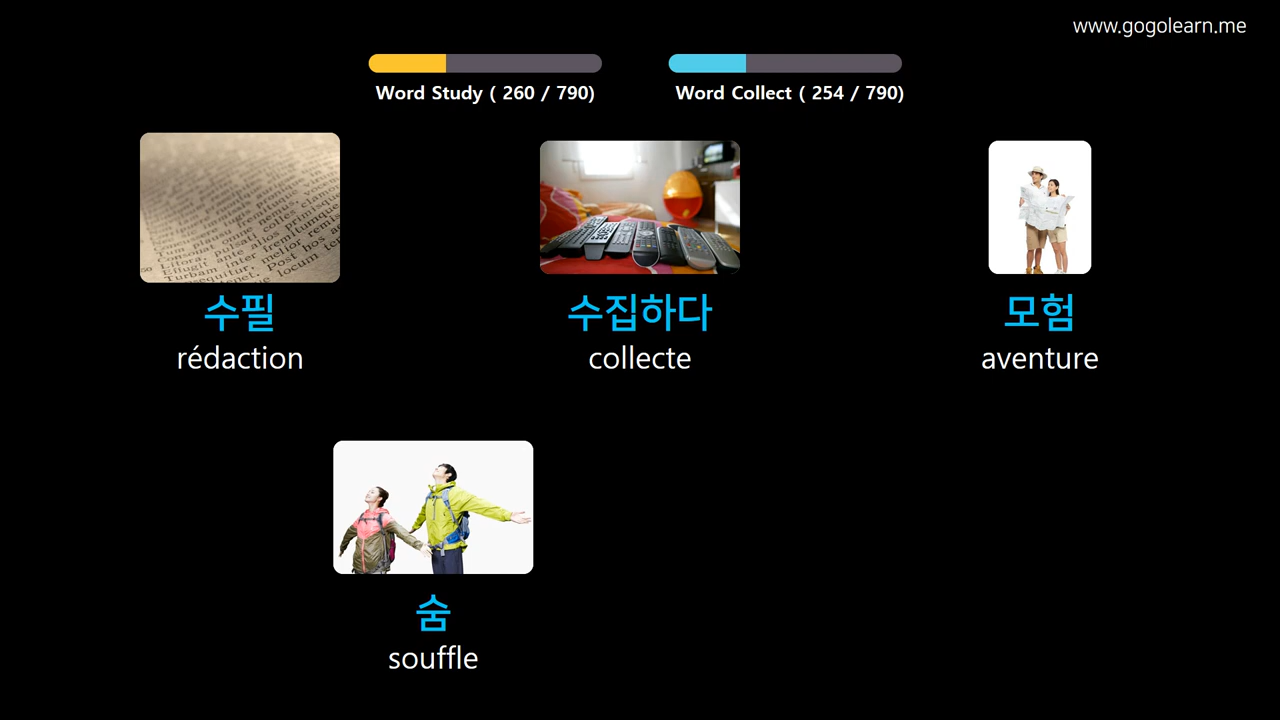 www.gogolearn.me
Word Study ( 260 / 790)
Word Collect ( 254 / 790)
수필
rédaction
수집하다
collecte
모험
aventure
숨
souffle